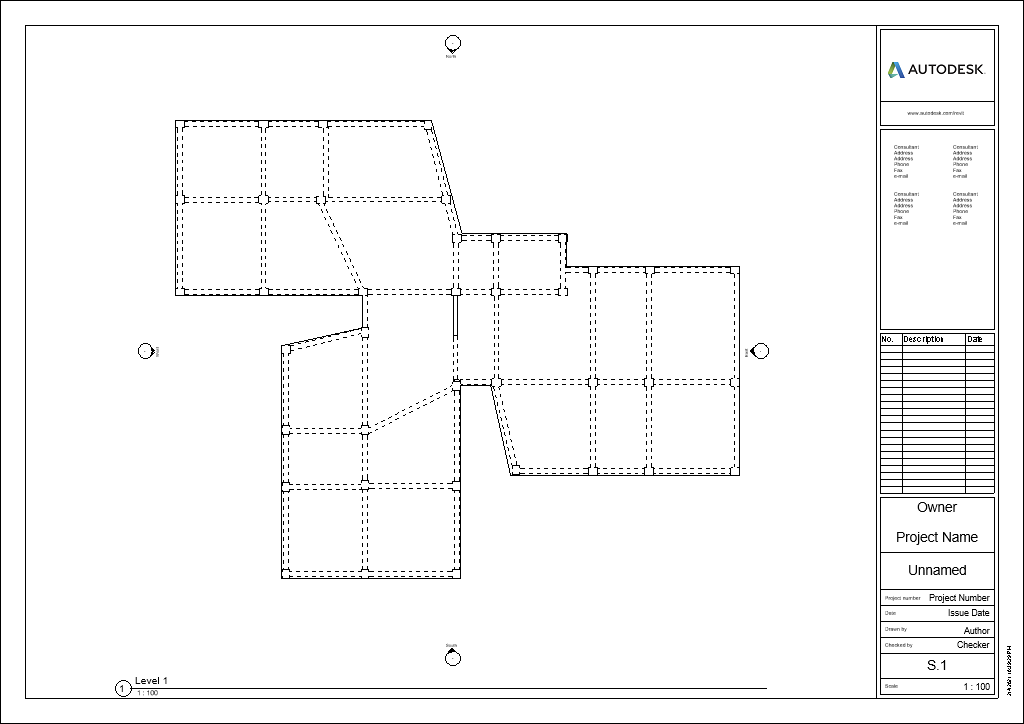 North
AUTODESK.
www.autodesk.com/revit
Consultant Consultant
Address Address
Address Address
Phone Phone
Fax Fax
e-mail e-mail
Consultant Consultant
Address Address
Address Address
Phone Phone
Fax Fax
e-mail e-mail
No. Description Date
West
East
South
Owner
Project Name
Unnamed
Project number Project Number
Date Issue Date
Drawn by Author
Checked by Checker
S.1
Scale 1 : 100
1 Level 1
1 : 100